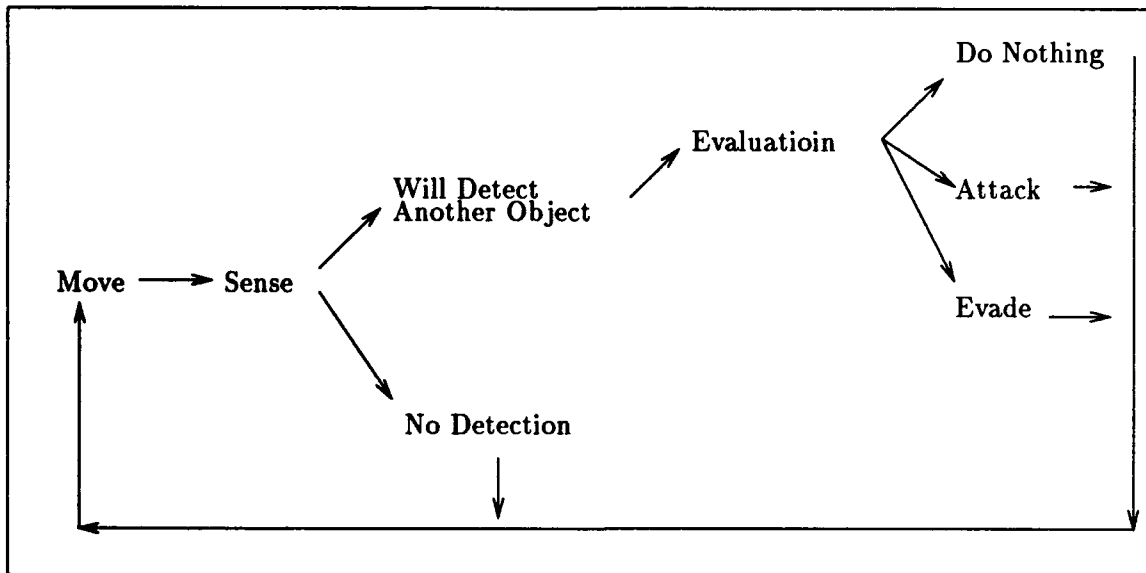 Do Nothing
Evaluatioin
Will Detect
Another Object
Attack
Move
Sense
Evade
No Detection